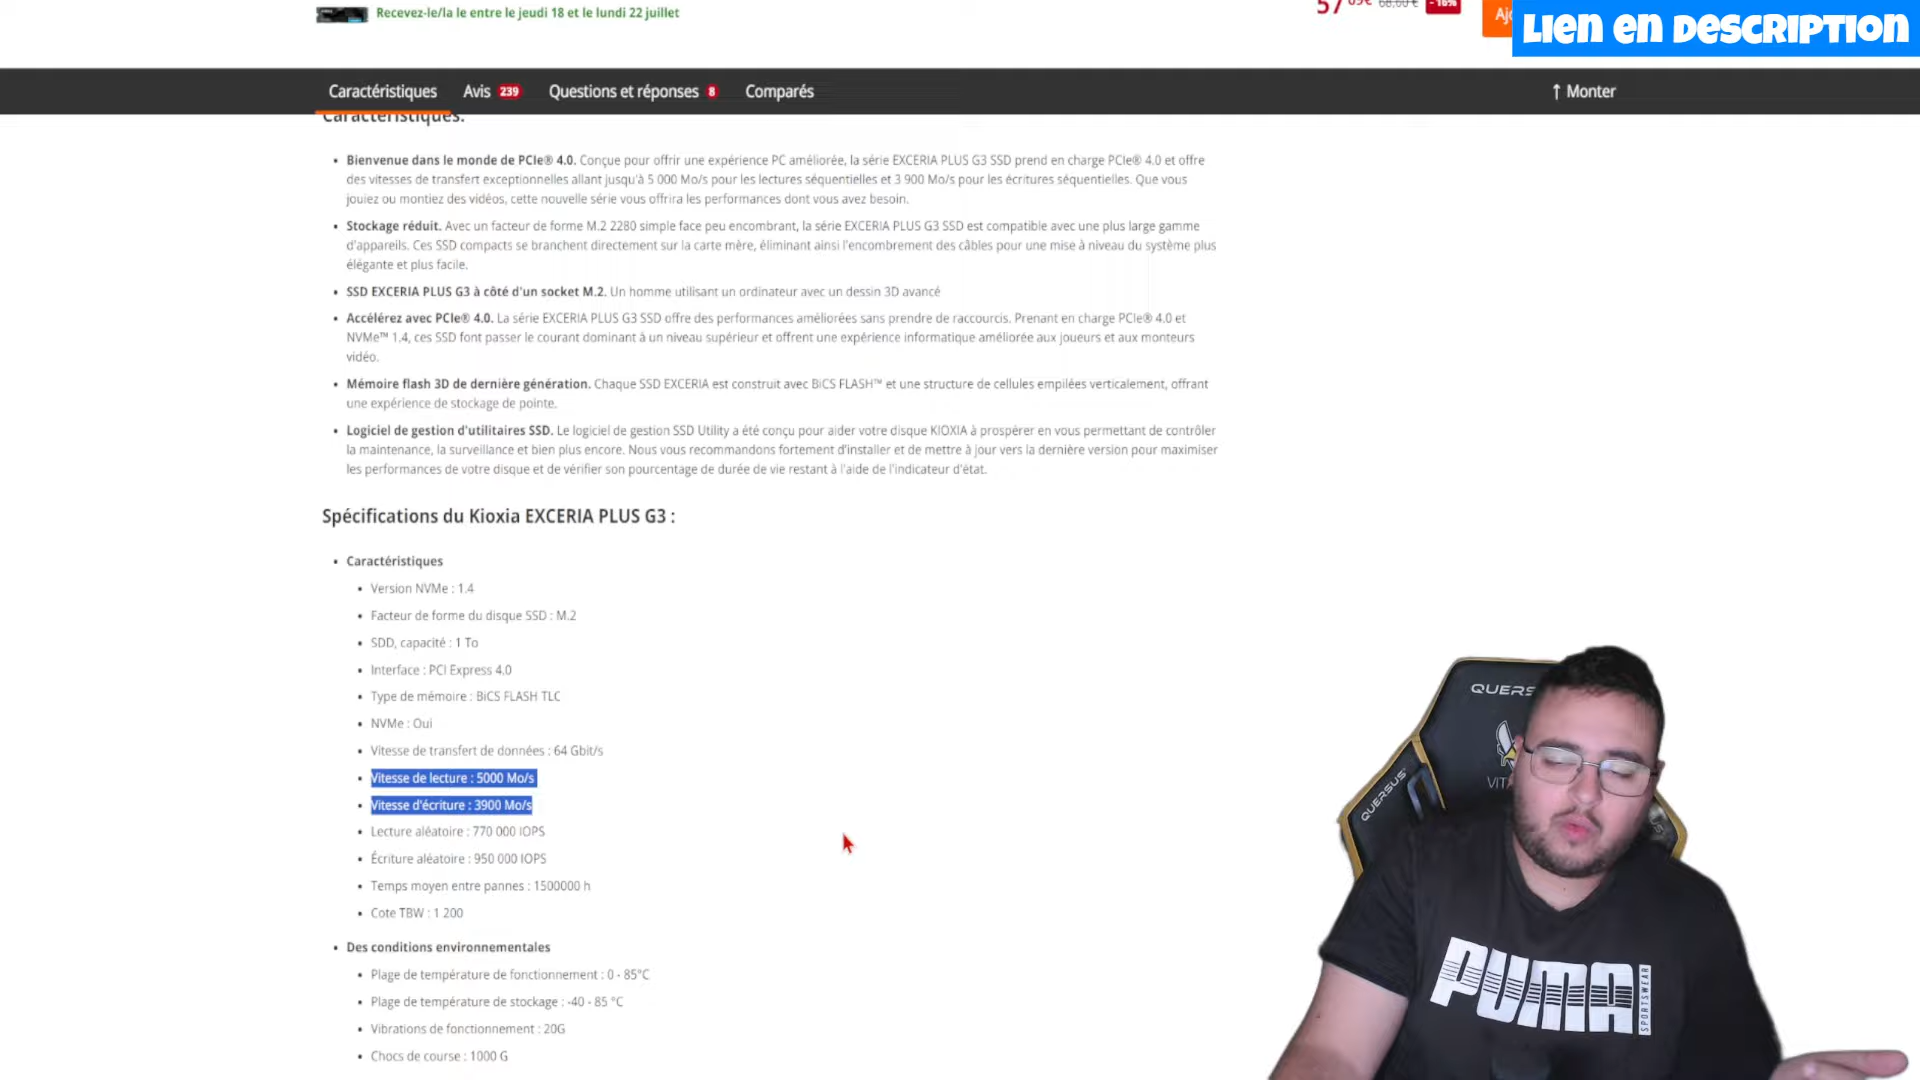 Recevez-le/la le entre le jeudi 18 et le lundi 22 juillet
57
-16%
Lien en description
Caractéristiques
Avis 239
Questions et réponses 8
Comparés
↑ Monter
Caractéristiques:
• Bienvenue dans le monde de PCIe® 4.0. Conçue pour offrir une expérience PC améliorée, la série EXCERIA PLUS G3 SSD prend en charge PCIe® 4.0 et offre
des vitesses de transfert exceptionnelles allant jusqu'à 5 000 Mo/s pour les lectures séquentielles et 3 900 Mo/s pour les écritures séquentielles. Que vous
jouiez ou montiez des vidéos, cette nouvelle série vous offrira les performances dont vous avez besoin.
• Stockage réduit. Avec un facteur de forme M.2 2280 simple face peu encombrant, la série EXCERIA PLUS G3 SSD est compatible avec une plus large gamme
d'appareils. Ces SSD compacts se branchent directement sur la carte mère, éliminant ainsi l'encombrement des câbles pour une mise à niveau du système plus
élégante et plus facile.
• SSD EXCERIA PLUS G3 à côté d'un socket M.2. Un homme utilisant un ordinateur avec un dessin 3D avancé
• Accélérez avec PCIe® 4.0. La série EXCERIA PLUS G3 SSD offre des performances améliorées sans prendre de raccourcis. Prenant en charge PCIe® 4.0 et
NVMe™ 1.4, ces SSD font passer le courant dominant à un niveau supérieur et offrent une expérience informatique améliorée aux joueurs et aux monteurs
vidéo.
• Mémoire flash 3D de dernière génération. Chaque SSD EXCERIA est construit avec BiCS FLASH™ et une structure de cellules empilées verticalement, offrant
une expérience de stockage de pointe.
• Logiciel de gestion d'utilitaires SSD. Le logiciel de gestion SSD Utility a été conçu pour aider votre disque KIOXIA à prospérer en vous permettant de contrôler
la maintenance, la surveillance et bien plus encore. Nous vous recommandons fortement d'installer et de mettre à jour vers la dernière version pour maximiser
les performances de votre disque et de vérifier son pourcentage de durée de vie restant à l'aide de l'indicateur d'état.
Spécifications du Kioxia EXCERIA PLUS G3 :
• Caractéristiques
• Version NVMe : 1.4
• Facteur de forme du disque SSD : M.2
• SDD, capacité : 1 To
• Interface : PCI Express 4.0
• Type de mémoire : BiCS FLASH TLC
• NVMe : Oui
• Vitesse de transfert de données : 64 Gbit/s
• Vitesse de lecture : 5000 Mo/s
• Vitesse d'écriture : 3900 Mo/s
• Lecture aléatoire : 770 000 IOPS
• Écriture aléatoire : 950 000 IOPS
• Temps moyen entre pannes : 1500000 h
• Cote TBW : 1 200
• Des conditions environnementales
• Plage de température de fonctionnement : 0 - 85°C
• Plage de température de stockage : -40 - 85 °C
• Vibrations de fonctionnement : 20G
• Chocs de course : 1000 G
QUERSUS
PUMA
SPORTSWEAR